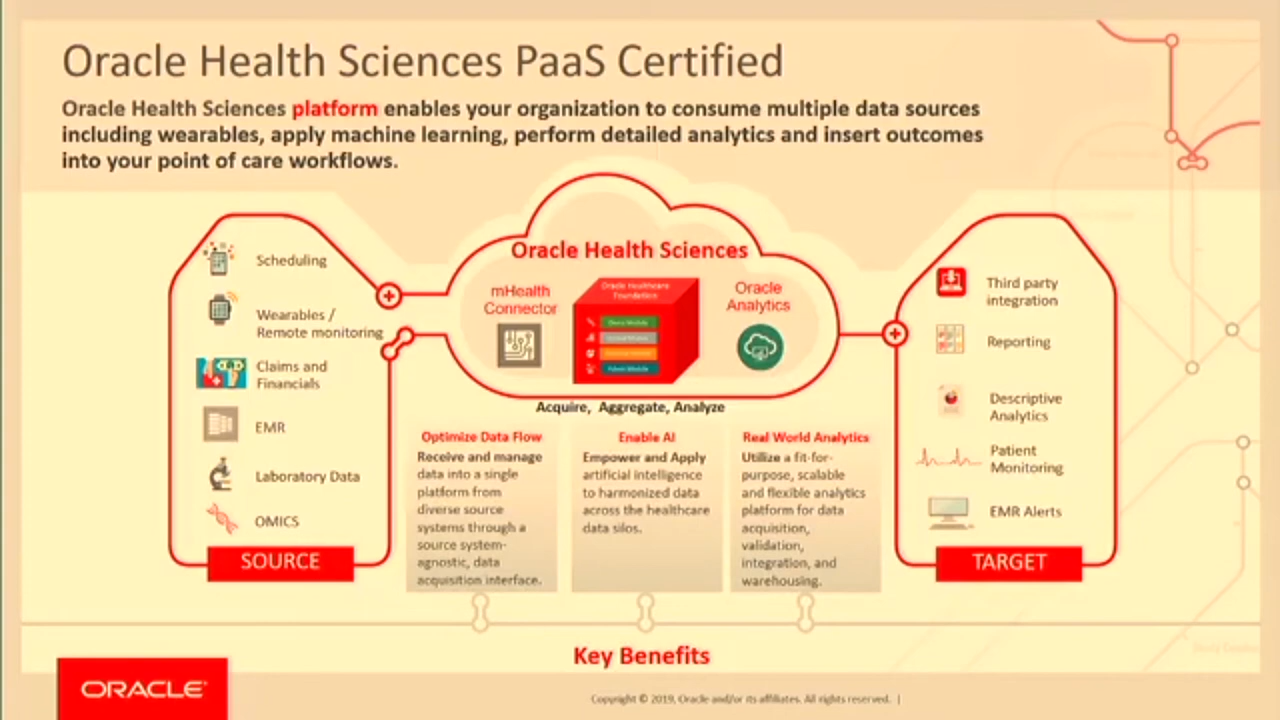 Oracle Health Sciences PaaS Certified
Oracle Health Sciences platform enables your organization to consume multiple data sources
including wearables, apply machine learning, perform detailed analytics and insert outcomes
into your point of care workflows.
Scheduling
Wearables /
Remote monitoring
Claims and
Financials
EMR
Laboratory Data
OMICS
SOURCE
Oracle Health Sciences
mHealth
Connector
Oracle Healthcare
Foundation
Oracle
Analytics
Acquire, Aggregate, Analyze
Optimize Data Flow
Receive and manage
data into a single
platform from
diverse source
systems through a
source system-
agnostic, data
acquisition interface.
Enable AI
Empower and Apply
artificial intelligence
to harmonized data
across the healthcare
data silos.
Real World Analytics
Utilize a fit-for-
purpose, scalable
and flexible analytics
platform for data
acquisition,
validation,
integration, and
warehousing.
Third party
integration
Reporting
Descriptive
Analytics
Patient
Monitoring
EMR Alerts
TARGET
Key Benefits
ORACLE
Copyright © 2019, Oracle and/or its affiliates. All rights reserved. |